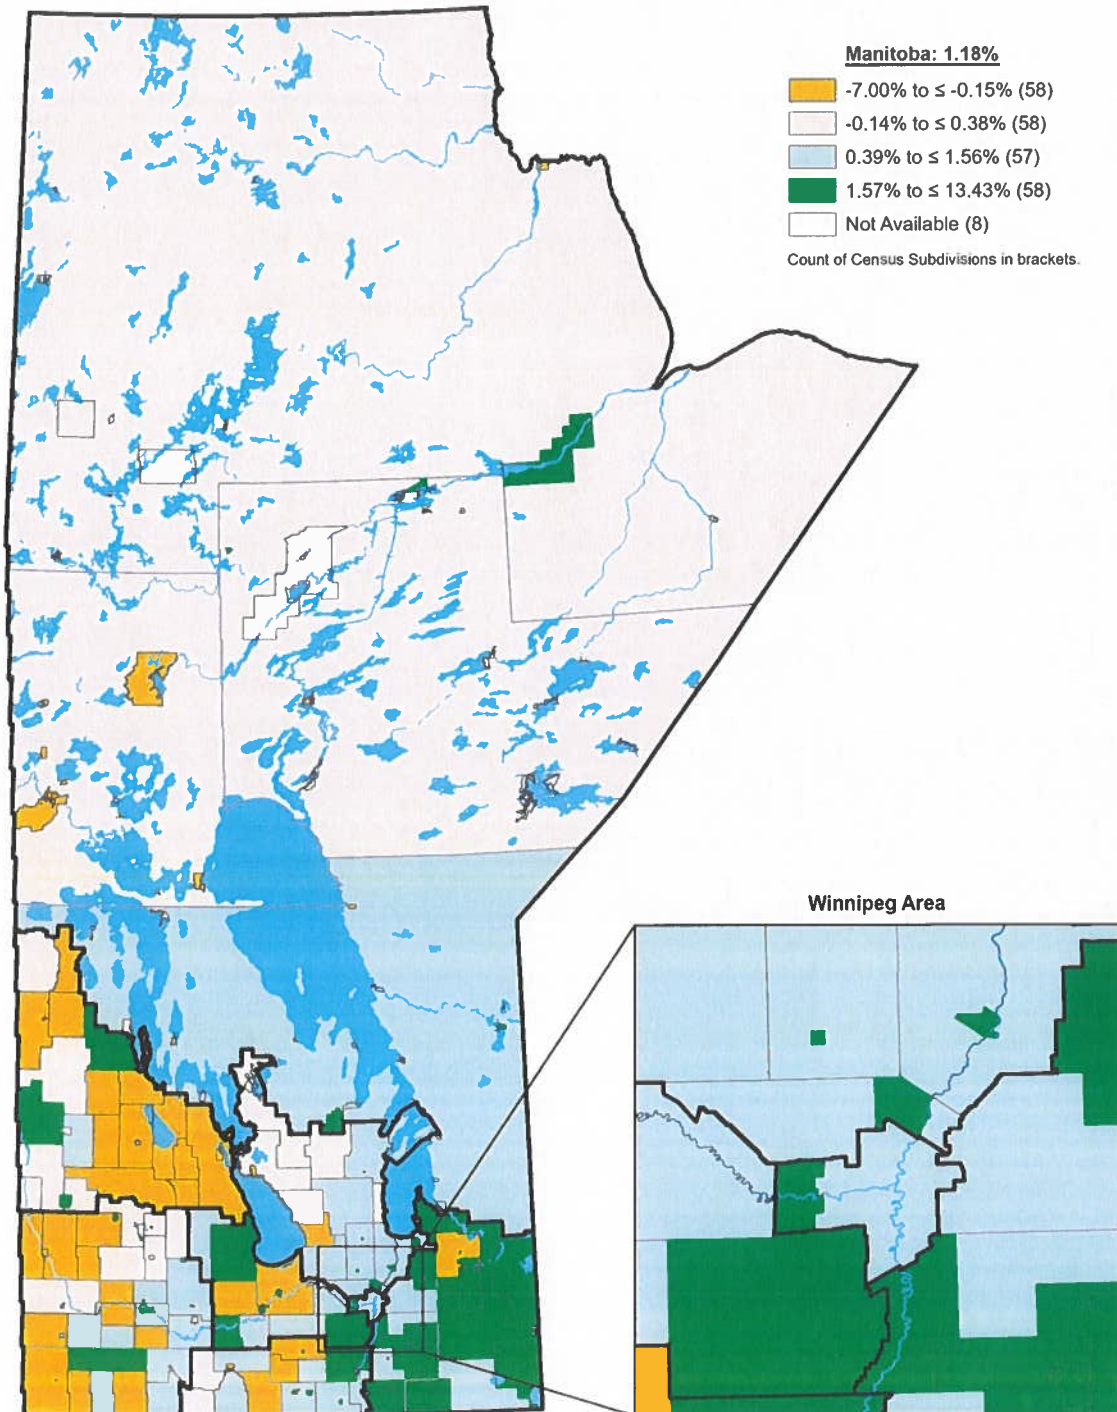 Manitoba: 1.18%
-7.00% to ≤ -0.15% (58)
-0.14% to ≤ 0.38% (58)
0.39% to ≤ 1.56% (57)
1.57% to ≤ 13.43% (58)
Not Available (8)
Count of Census Subdivisions in brackets.
Winnipeg Area